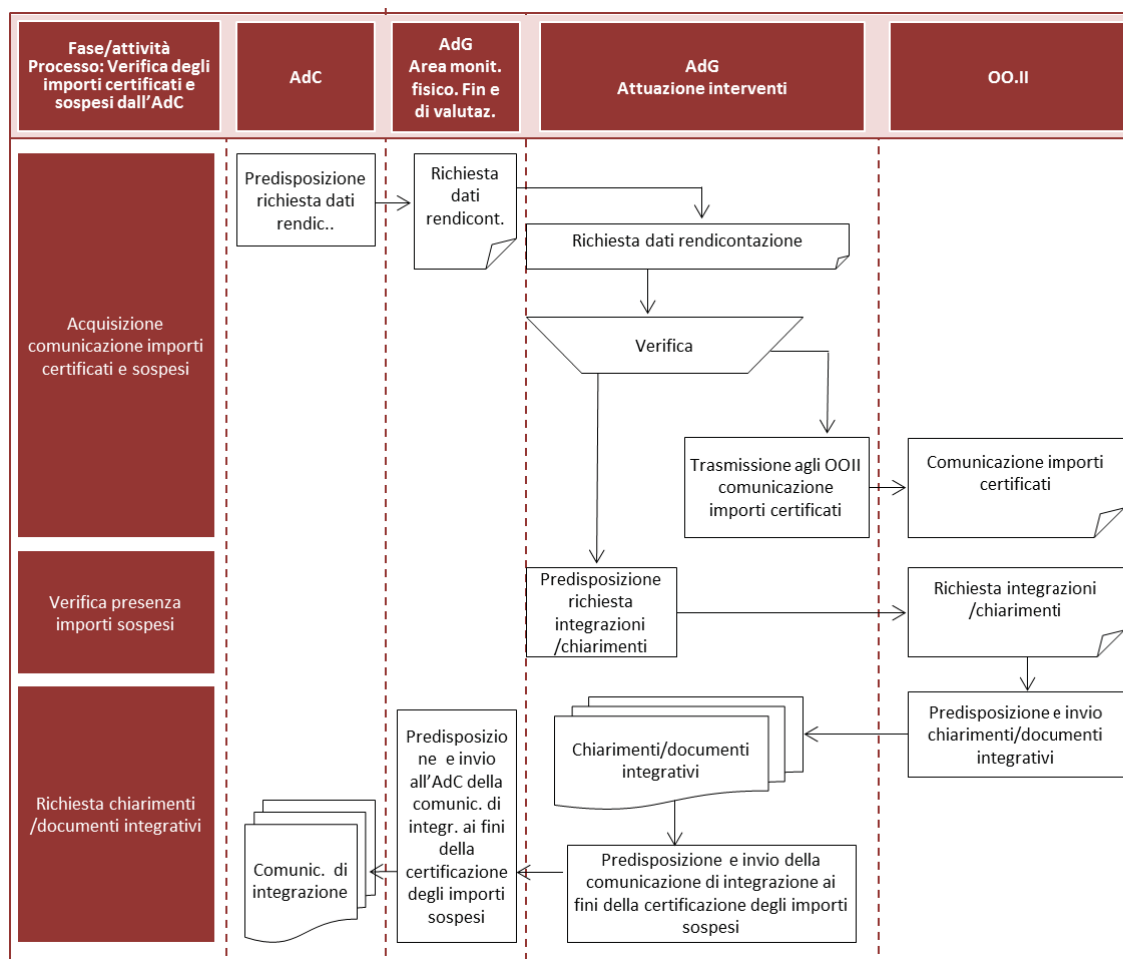 Fase/attività
Processo: Verifica degli
importi certificati e
sospesi dall'AdC
AdC
AdG
Area monit.
fisico. Fin e
di valutaz.
AdG
Attuazione interventi
OO.II
Acquisizione
comunicazione importi
certificati e sospesi
Predisposizione
richiesta dati
rendic..
Richiesta
dati
rendicont.
Richiesta dati rendicontazione
Verifica
Trasmissione agli OOII
comunicazione
importi certificati
Comunicazione importi
certificati
Verifica presenza
importi sospesi
Predisposizione
richiesta
integrazioni
/chiarimenti
Richiesta integrazioni
/chiarimenti
Richiesta chiarimenti
/documenti integrativi
Predisposizione e invio
chiarimenti/documenti
integrativi
Chiarimenti/documenti
integrativi
Predisposizione e invio della
comunicazione di integrazione ai
fini della certificazione degli importi
sospesi
Predisposizio
ne e invio
all'AdC della
comunic. di
integr. ai fini
della
certificazione
degli importi
sospesi
Comunic. di
integrazione